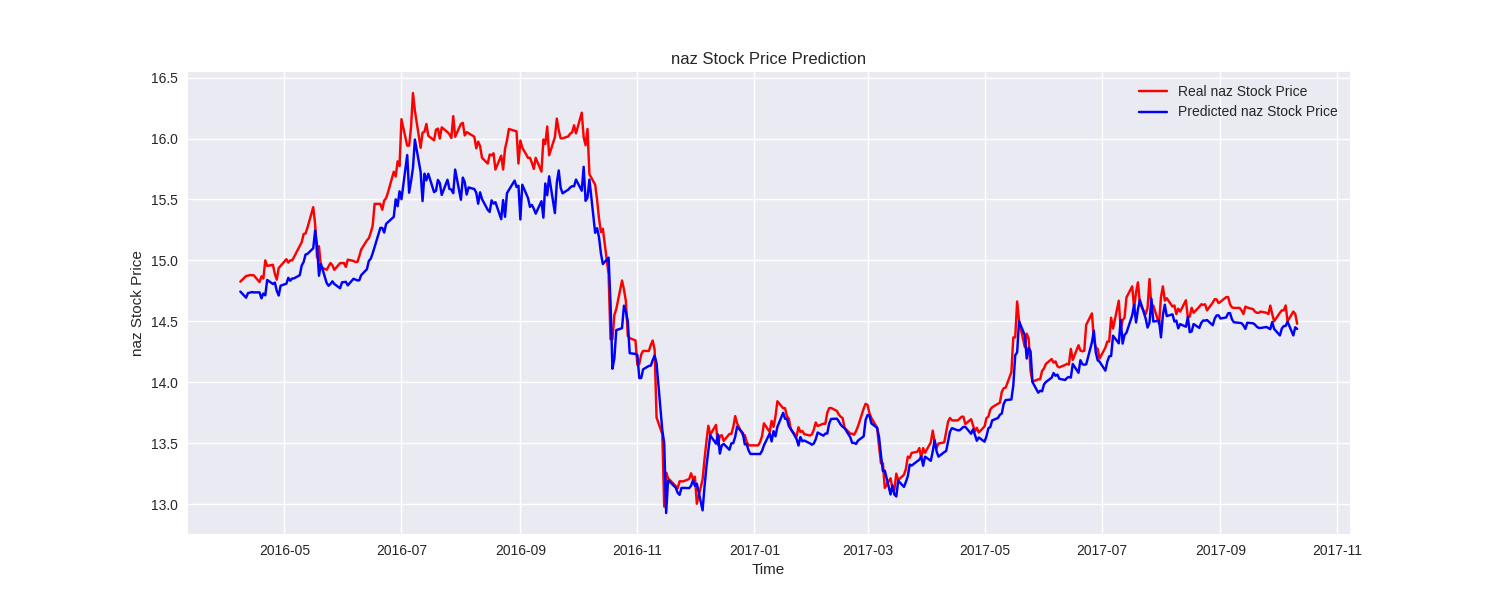 naz Stock Price Prediction
Real naz Stock Price
Predicted naz Stock Price
naz Stock Price
16.5
16.0
15.5
15.0
14.5
14.0
13.5
13.0
2016-05 2016-07 2016-09 2016-11 2017-01 2017-03 2017-05 2017-07 2017-09 2017-11
Time